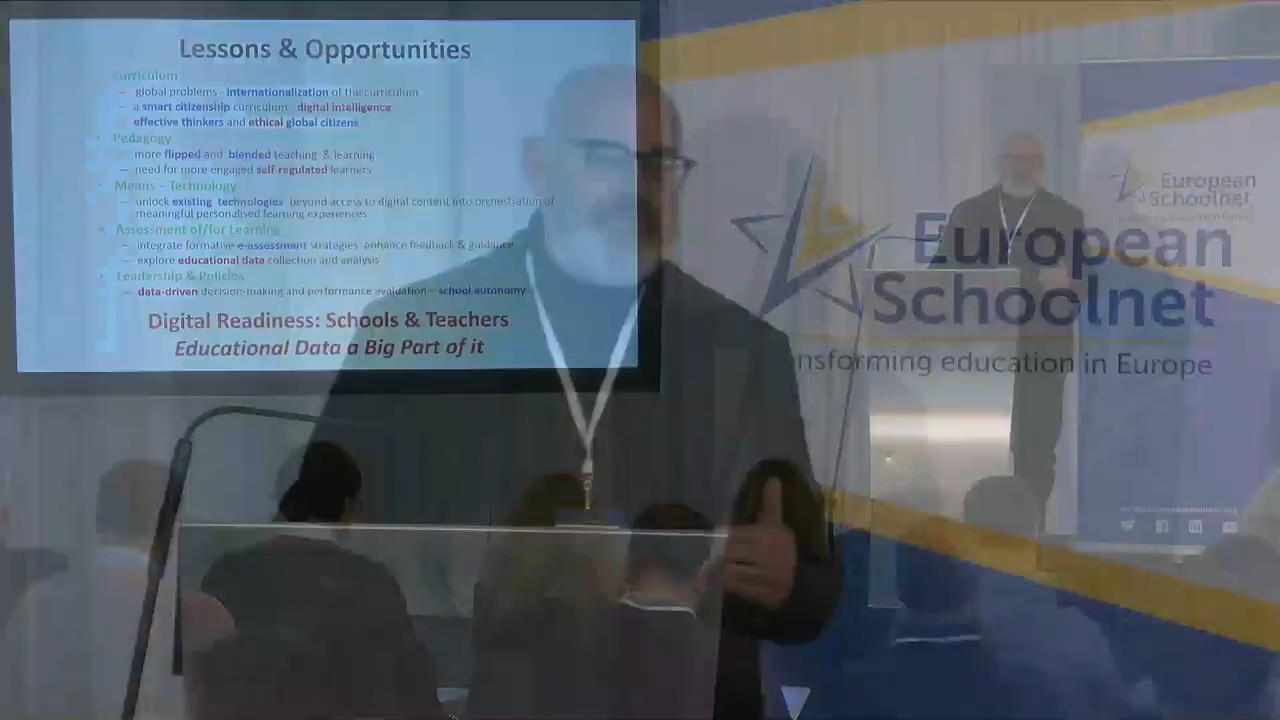 Lessons & Opportunities
Curriculum
global problems - internationalization of the curriculum
a smart citizenship curriculum - digital intelligence
effective thinkers and ethical global citizens
Pedagogy
more flipped and blended teaching & learning
need for more engaged self-regulated learners
Means – Technology
unlock existing technologies beyond access to digital content into orchestration of
meaningful personalised learning experiences
Assessment of/for Learning
integrate formative e-assessment strategies enhance feedback & guidance
explore educational data collection and analysis
Leadership & Policies
data-driven decision-making and performance evaluation – school autonomy
Digital Readiness: Schools & Teachers
Educational Data a Big Part of it
European
Schoolnet
nsforming education in Europe
European
Schoolnet